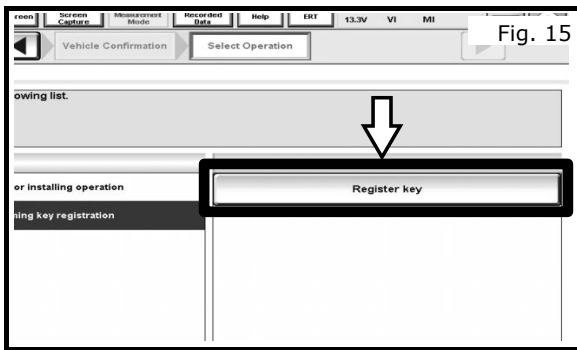 reen
Screen Capture
Measurement Mode
Recorded Data
Help
ERT
13.3V
VI
MI
Fig. 15
Vehicle Confirmation
Select Operation
owing list.
or installing operation
Register key
ning key registration